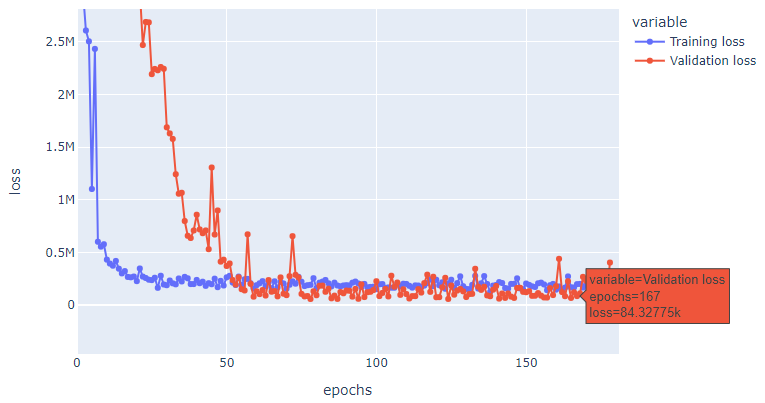 variable
Training loss
Validation loss
2.5M
2M
1.5M
1M
0.5M
0
loss
variable=Validation loss
epochs=167
loss=84.32775k
0
50
100
150
epochs